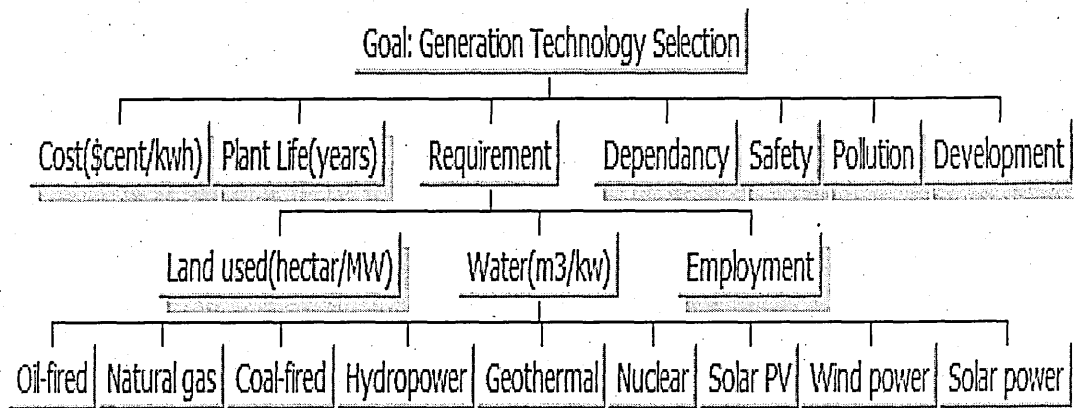 Goal: Generation Technology Selection
Cost($cent/kwh) Plant Life(years) Requirement Dependancy Safety Pollution Development
Land used(hectar/MW) Water(m3/kw) Employment
Oil-fired Natural gas Coal-fired Hydropower Geothermal Nuclear Solar PV Wind power Solar power